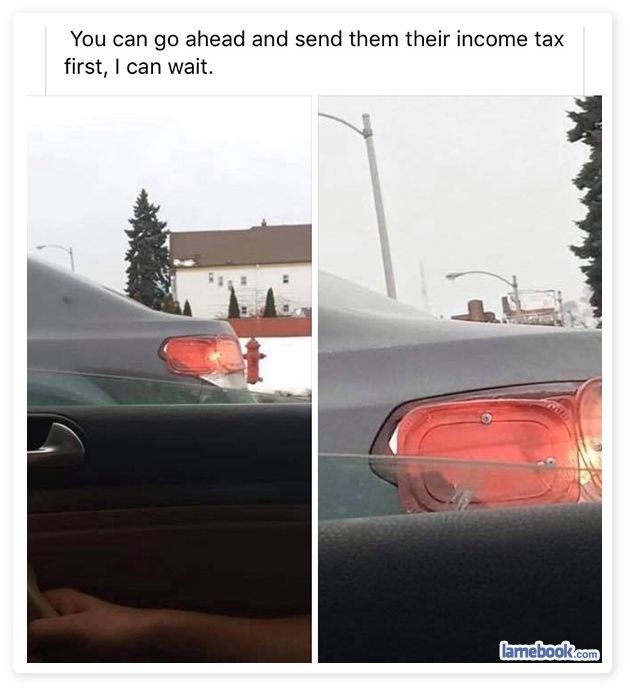 You can go ahead and send them their income tax
first, I can wait.
lamebook.com